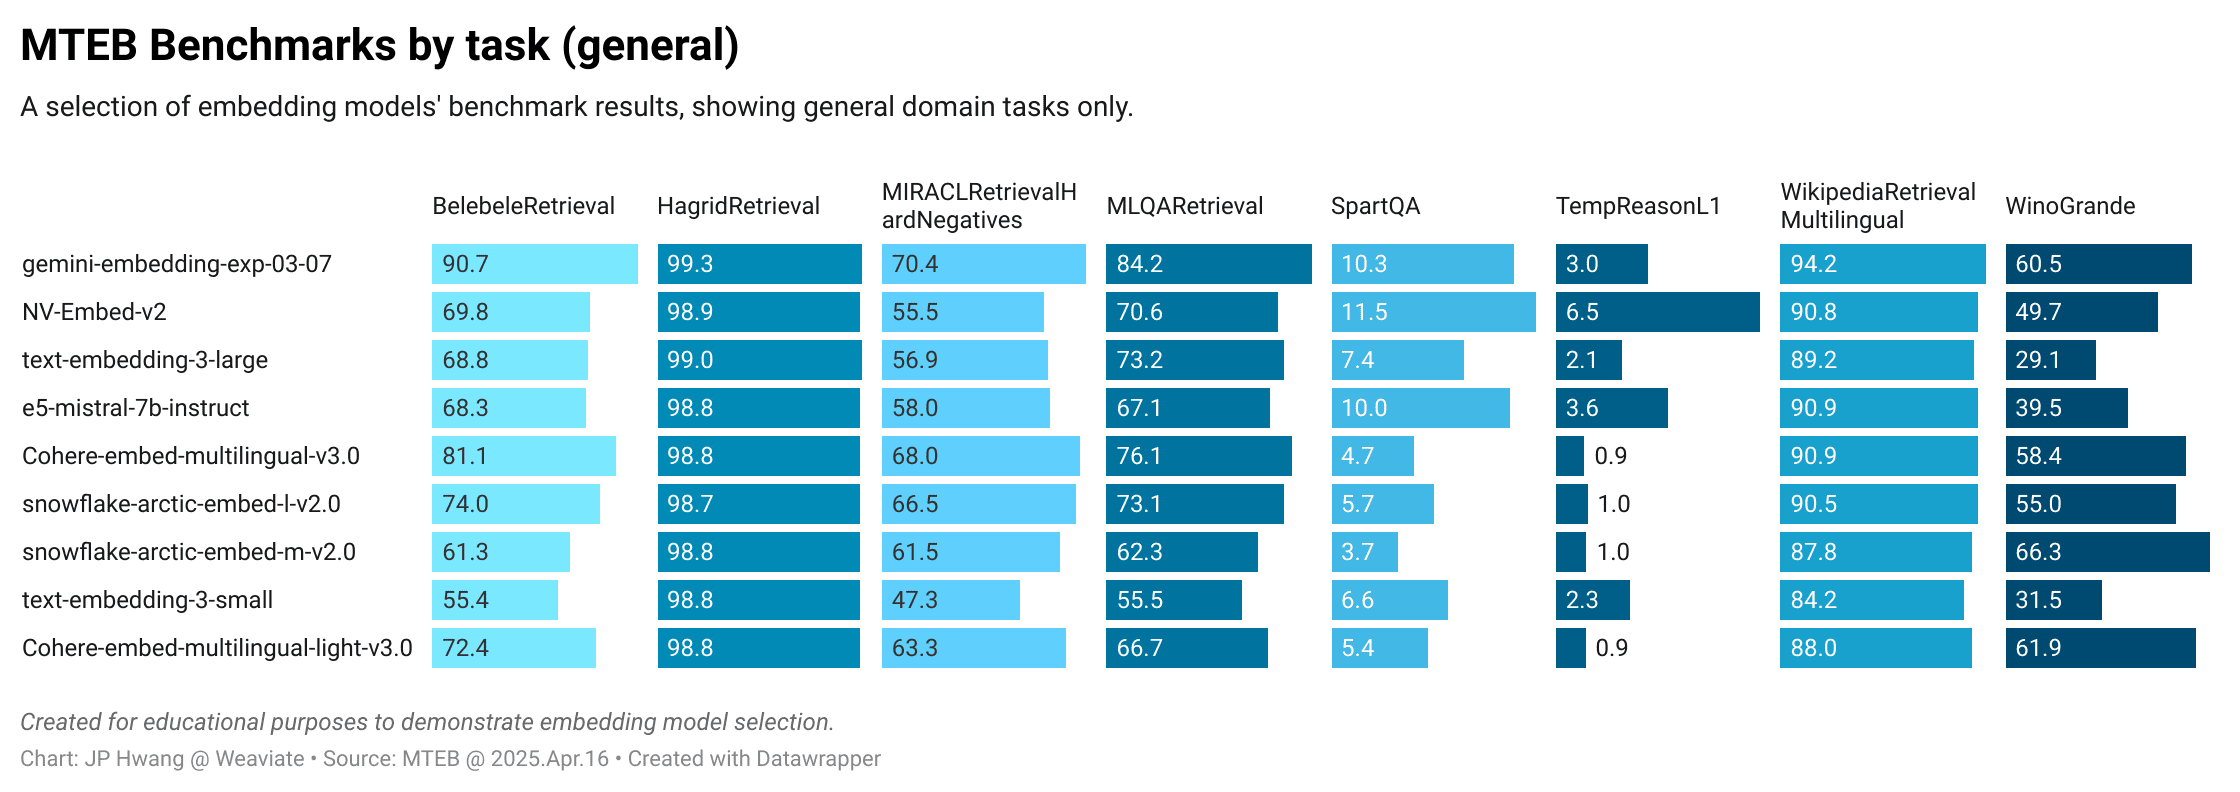 MTEB Benchmarks by task (general)
A selection of embedding models' benchmark results, showing general domain tasks only.
BelebeleRetrieval HagridRetrieval MIRACLRetrievalH
ardNegatives MLQARetrieval SpartQA TempReasonL1 WikipediaRetrieval
Multilingual WinoGrande
gemini-embedding-exp-03-07 90.7 99.3 70.4 84.2 10.3 3.0 94.2 60.5
NV-Embed-v2 69.8 98.9 55.5 70.6 11.5 6.5 90.8 49.7
text-embedding-3-large 68.8 99.0 56.9 73.2 7.4 2.1 89.2 29.1
e5-mistral-7b-instruct 68.3 98.8 58.0 67.1 10.0 3.6 90.9 39.5
Cohere-embed-multilingual-v3.0 81.1 98.8 68.0 76.1 4.7 0.9 90.9 58.4
snowflake-arctic-embed-l-v2.0 74.0 98.7 66.5 73.1 5.7 1.0 90.5 55.0
snowflake-arctic-embed-m-v2.0 61.3 98.8 61.5 62.3 3.7 1.0 87.8 66.3
text-embedding-3-small 55.4 98.8 47.3 55.5 6.6 2.3 84.2 31.5
Cohere-embed-multilingual-light-v3.0 72.4 98.8 63.3 66.7 5.4 0.9 88.0 61.9
Created for educational purposes to demonstrate embedding model selection.
Chart: JP Hwang @ Weaviate • Source: MTEB @ 2025.Apr.16 • Created with Datawrapper